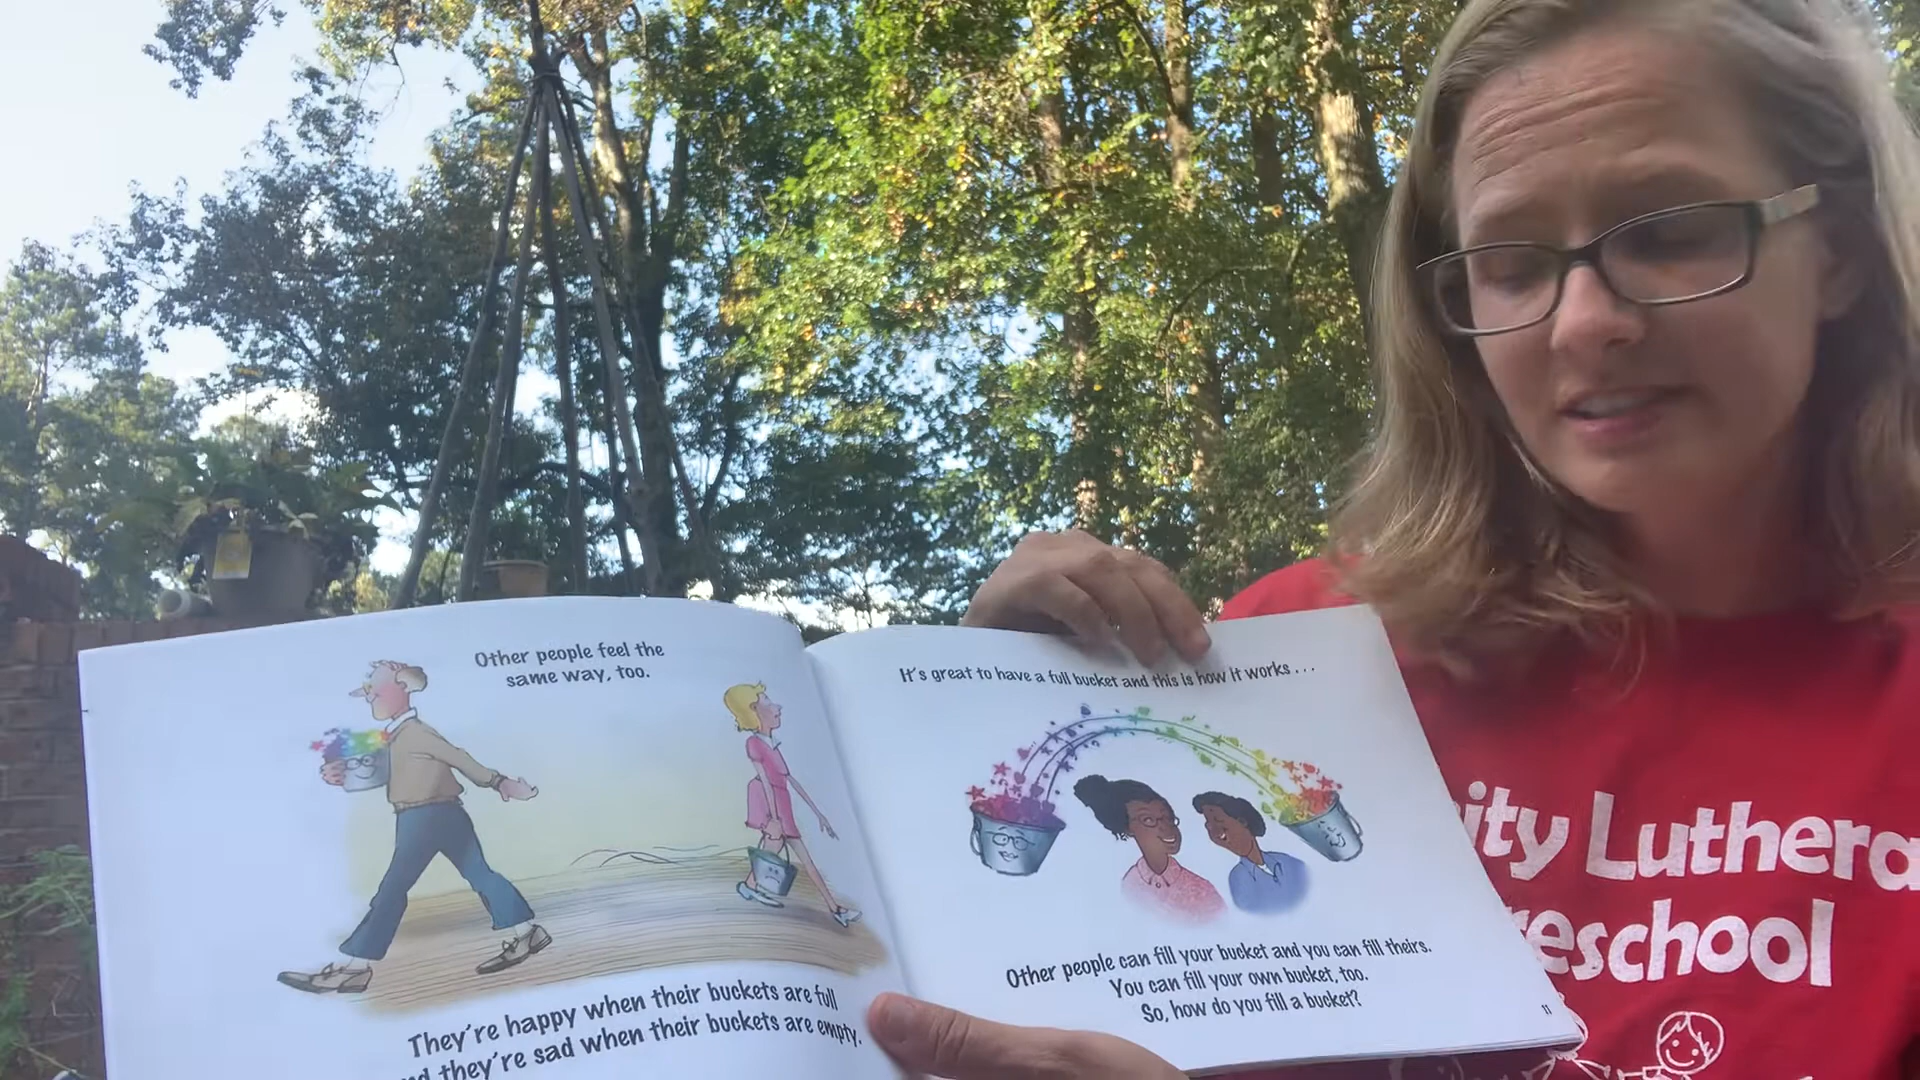 Other people feel the
same way, too.
They're happy when their buckets are full
they're sad when their buckets are empty.
It's great to have a full bucket and this is how it works . . .
Other people can fill your bucket and you can fill theirs.
You can fill your own bucket, too.
So, how do you fill a bucket?
11
Luthera